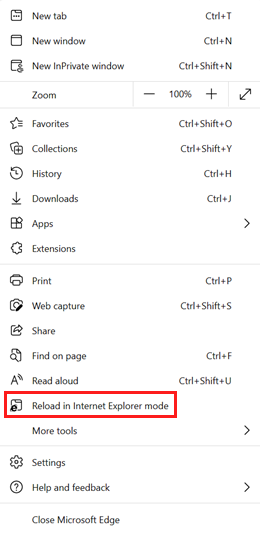 New tab Ctrl+T
New window Ctrl+N
New InPrivate window Ctrl+Shift+N
Zoom — 100% +
Favorites Ctrl+Shift+O
Collections Ctrl+Shift+Y
History Ctrl+H
Downloads Ctrl+J
Apps
Extensions
Print Ctrl+P
Web capture Ctrl+Shift+S
Share
Find on page Ctrl+F
Read aloud Ctrl+Shift+U
Reload in Internet Explorer mode
More tools
Settings
Help and feedback
Close Microsoft Edge